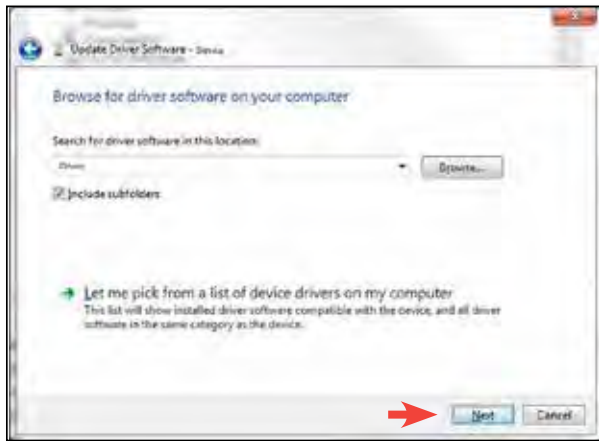 Update Driver Software - Device
Browse for driver software on your computer
Search for driver software in this location:
Browse...
Include subfolders
Let me pick from a list of device drivers on my computer
This list will show installed driver software compatible with the device, and all driver
software in the same category as the device.
Next
Cancel